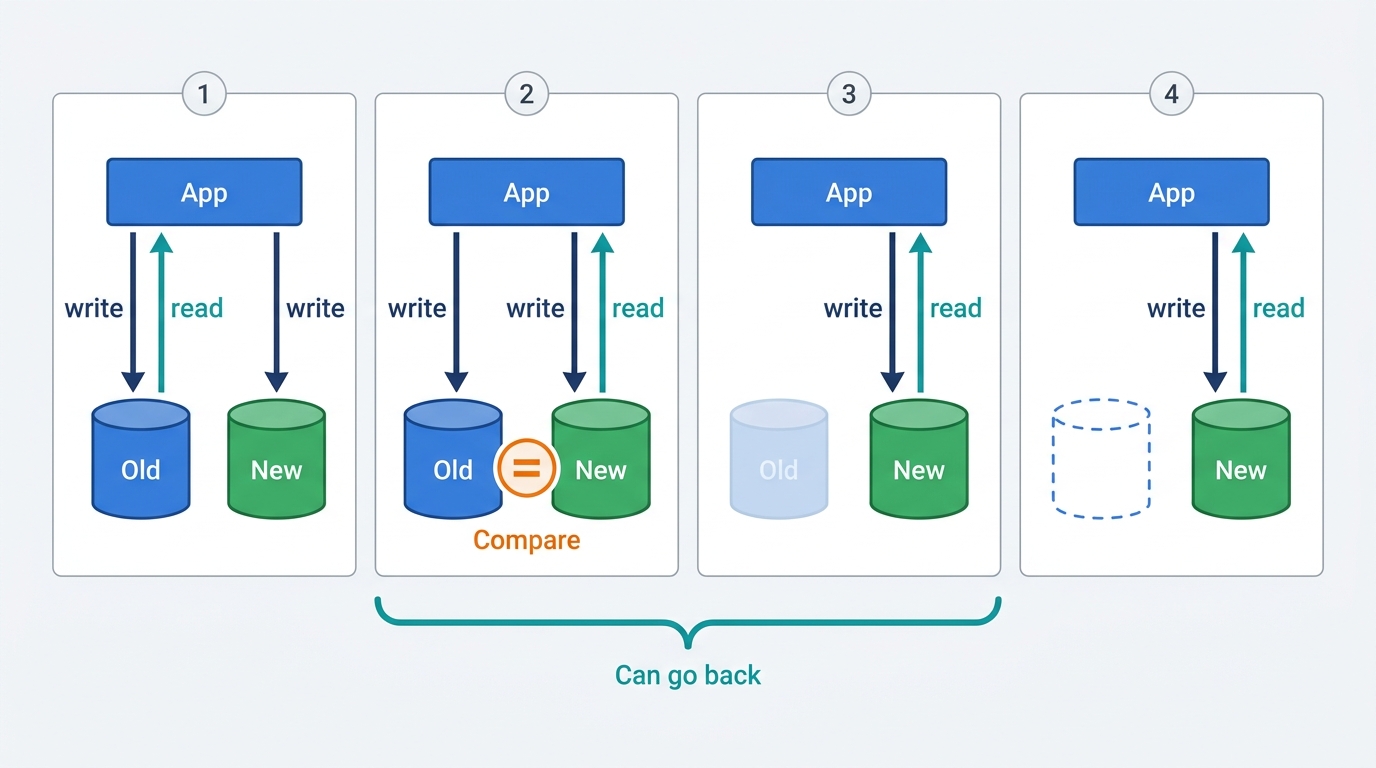 1
App
write
read
write
Old
New
2
App
write
write
read
Old
=
New
Compare
3
App
write
read
Old
New
4
App
write
read
New
Can go back